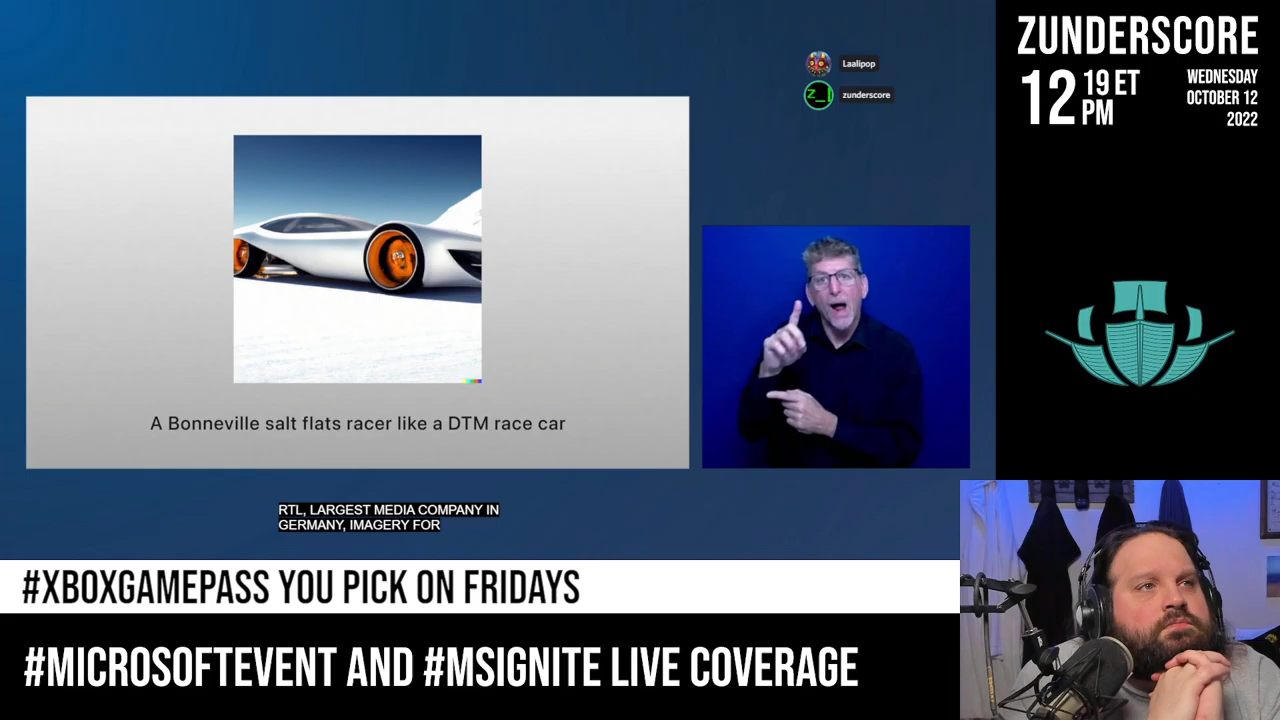 Laalipop
z_
zunderscore
ZUNDERSCORE
12 19 ET
PM
WEDNESDAY
OCTOBER 12
2022
A Bonneville salt flats racer like a DTM race car
RTL, LARGEST MEDIA COMPANY IN
GERMANY, IMAGERY FOR
#XBOXGAMEPASS YOU PICK ON FRIDAYS
#MICROSOFTEVENT AND #MSIGNITE LIVE COVERAGE